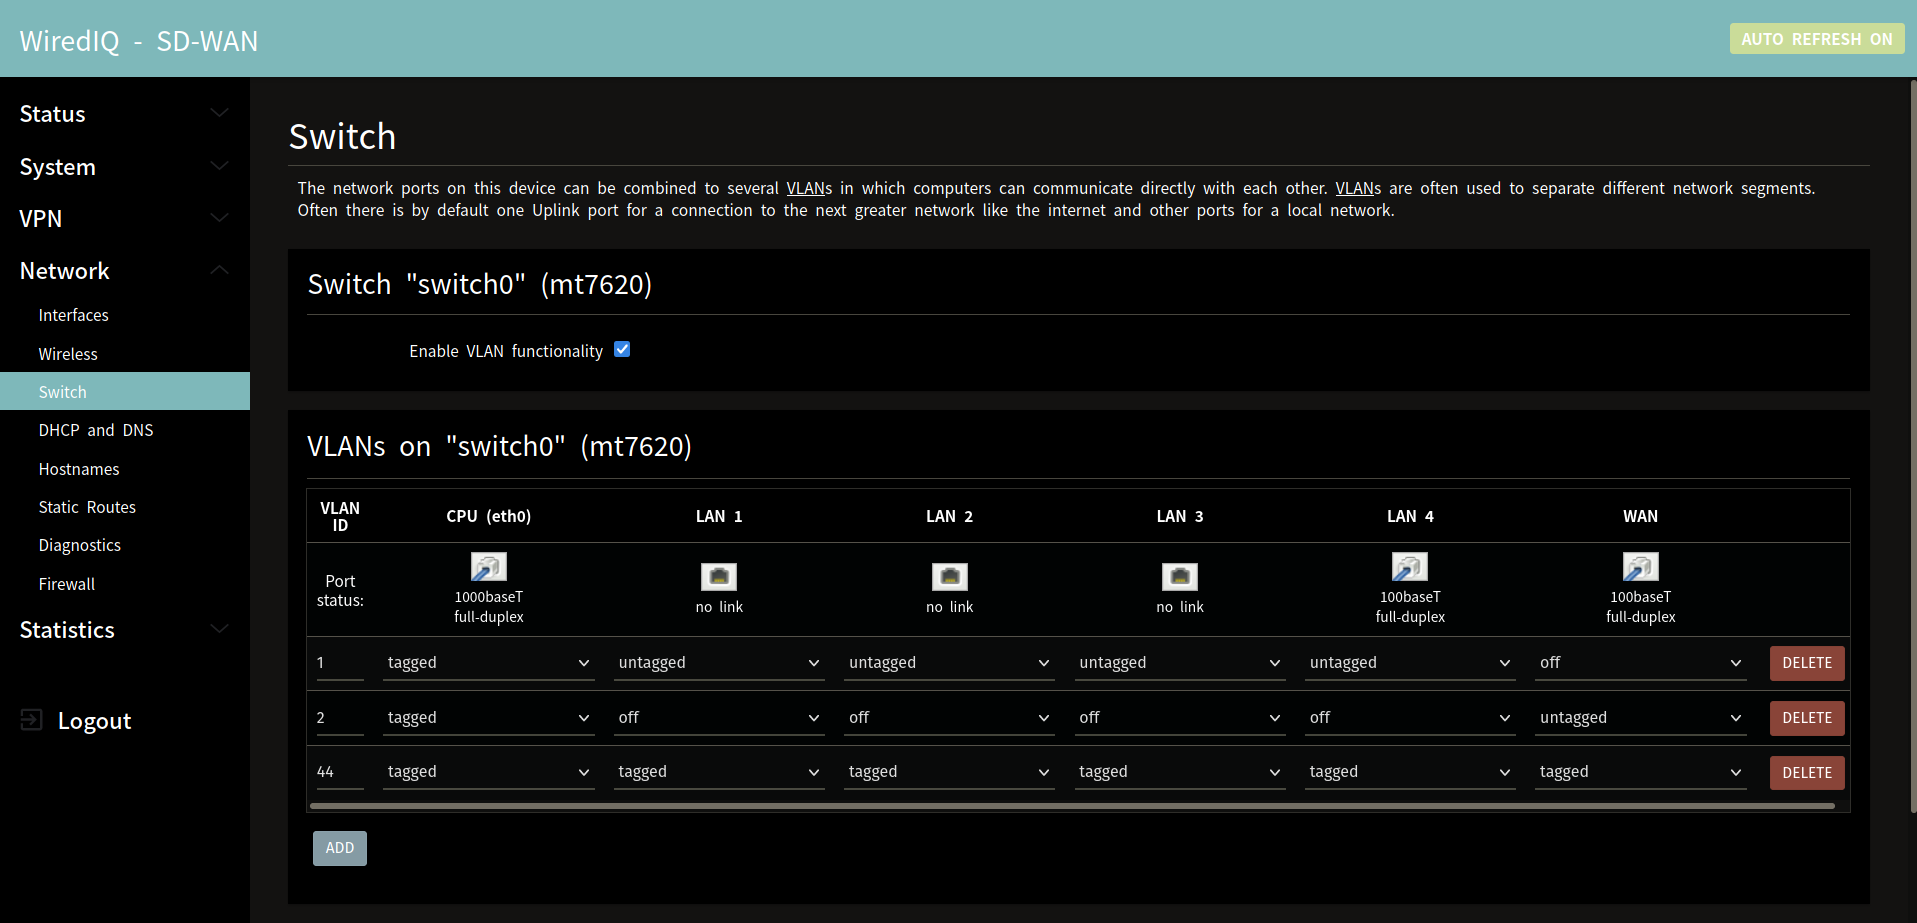 WiredIQ - SD-WAN
AUTO REFRESH ON
Status
System
VPN
Network
Interfaces
Wireless
Switch
DHCP and DNS
Hostnames
Static Routes
Diagnostics
Firewall
Statistics
Logout
Switch
The network ports on this device can be combined to several VLANs in which computers can communicate directly with each other. VLANs are often used to separate different network segments.
Often there is by default one Uplink port for a connection to the next greater network like the internet and other ports for a local network.
Switch "switch0" (mt7620)
Enable VLAN functionality
VLANs on "switch0" (mt7620)
VLAN ID CPU (eth0) LAN 1 LAN 2 LAN 3 LAN 4 WAN
Port status: 1000baseT full-duplex no link no link no link 100baseT full-duplex 100baseT full-duplex
1 tagged untagged untagged untagged untagged off DELETE
2 tagged off off off off untagged DELETE
44 tagged tagged tagged tagged tagged tagged DELETE
ADD